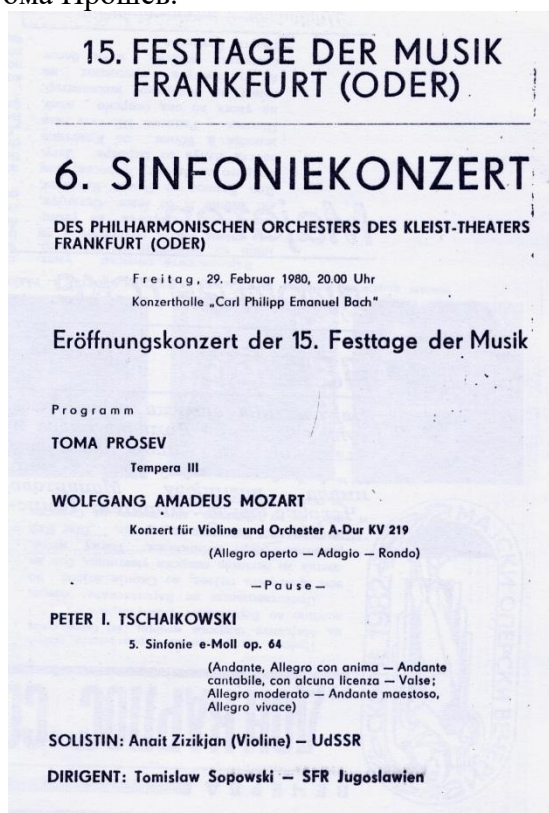 ома Прошев.
15. FESTTAGE DER MUSIK
FRANKFURT (ODER)
6. SINFONIEKONZERT
DES PHILHARMONISCHEN ORCHESTERS DES KLEIST-THEATERS
FRANKFURT (ODER)
Freitag, 29. Februar 1980, 20.00 Uhr
Konzerthalle „Carl Philipp Emanuel Bach"
Eröffnungskonzert der 15. Festtage der Musik
Programm
TOMA PRÔSEV
Tempera III
WOLFGANG AMADEUS MOZART
Konzert für Violine und Orchester A-Dur KV 219
(Allegro aperto — Adagio — Rondo)
— Pause —
PETER I. TSCHAIKOWSKI
5. Sinfonie e-Moll op. 64
(Andante, Allegro con anima — Andante
cantabile, con alcuna licenza — Valse;
Allegro moderato — Andante maestoso,
Allegro vivace)
SOLISTIN: Anait Zizikjan (Violine) — UdSSR
DIRIGENT: Tomislaw Sopowski — SFR Jugoslawien